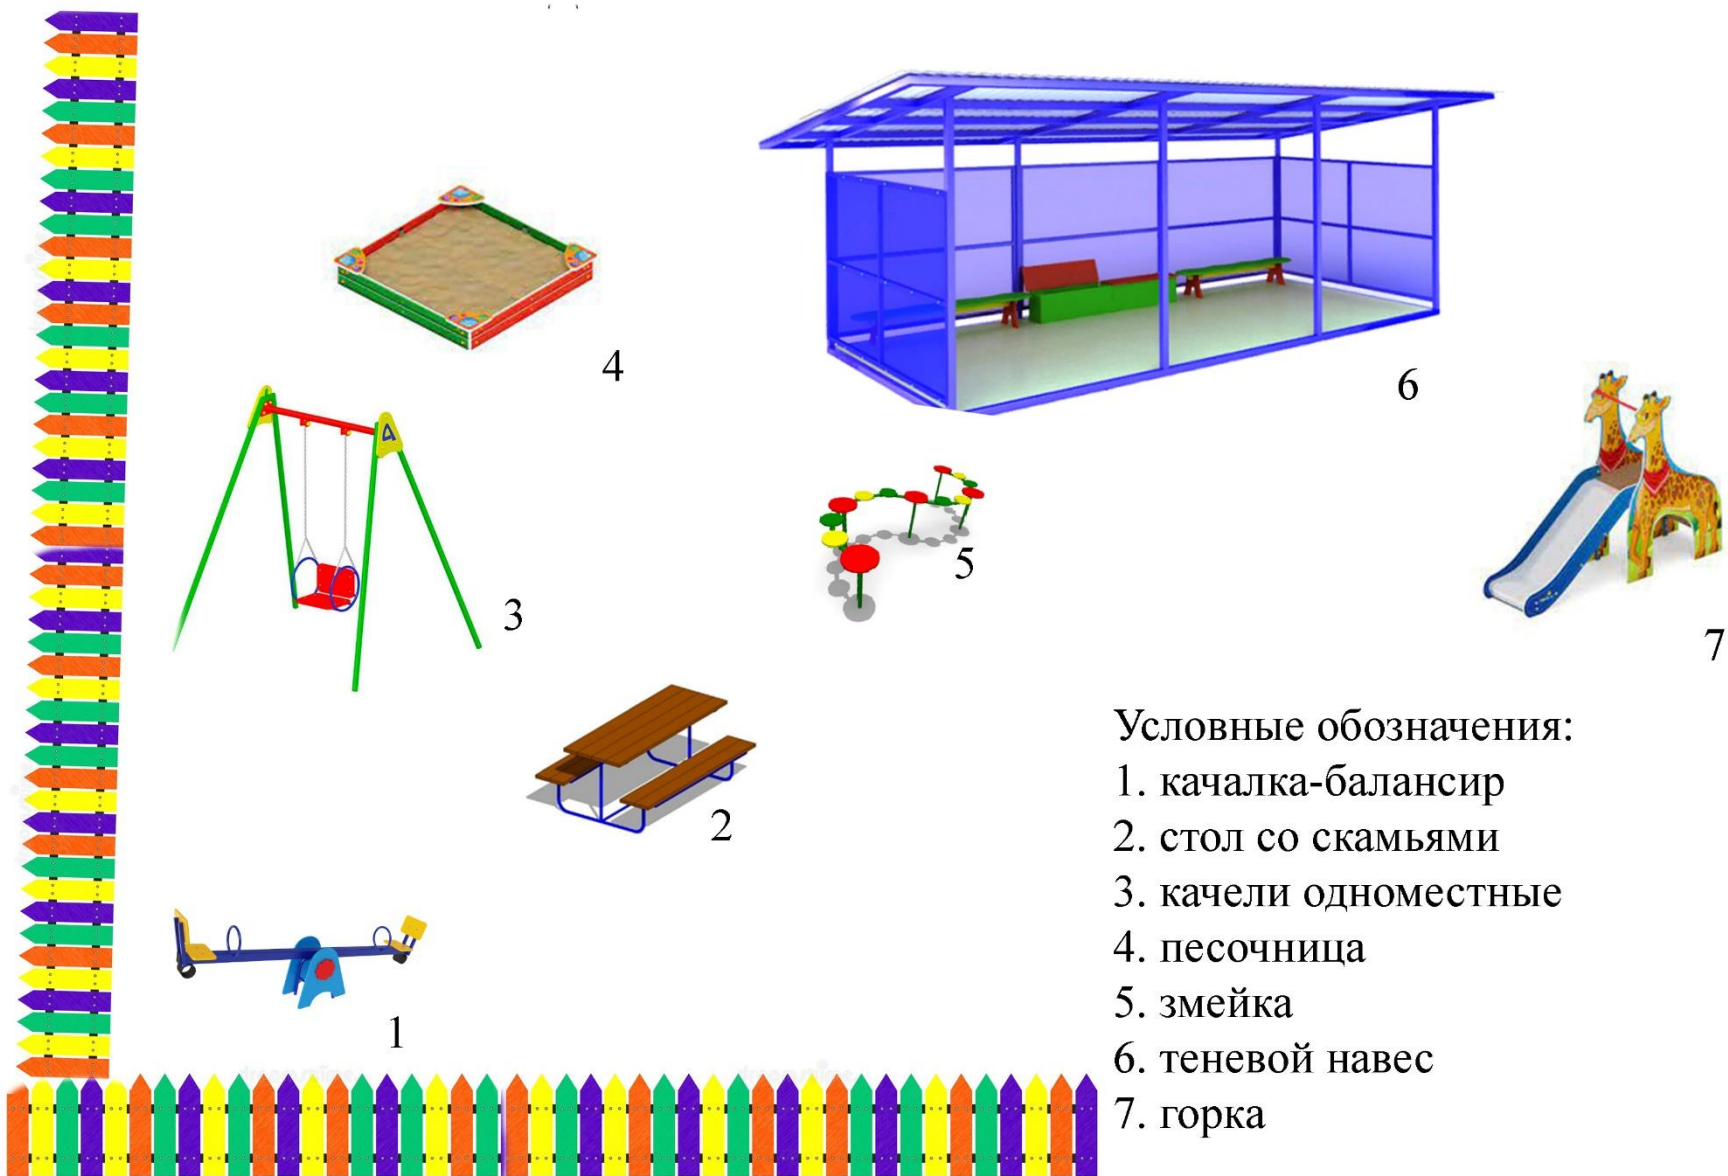 4
6
3
5
7
2
1
Условные обозначения:
1. качалка-балансир
2. стол со скамьями
3. качели одноместные
4. песочница
5. змейка
6. теневой навес
7. горка